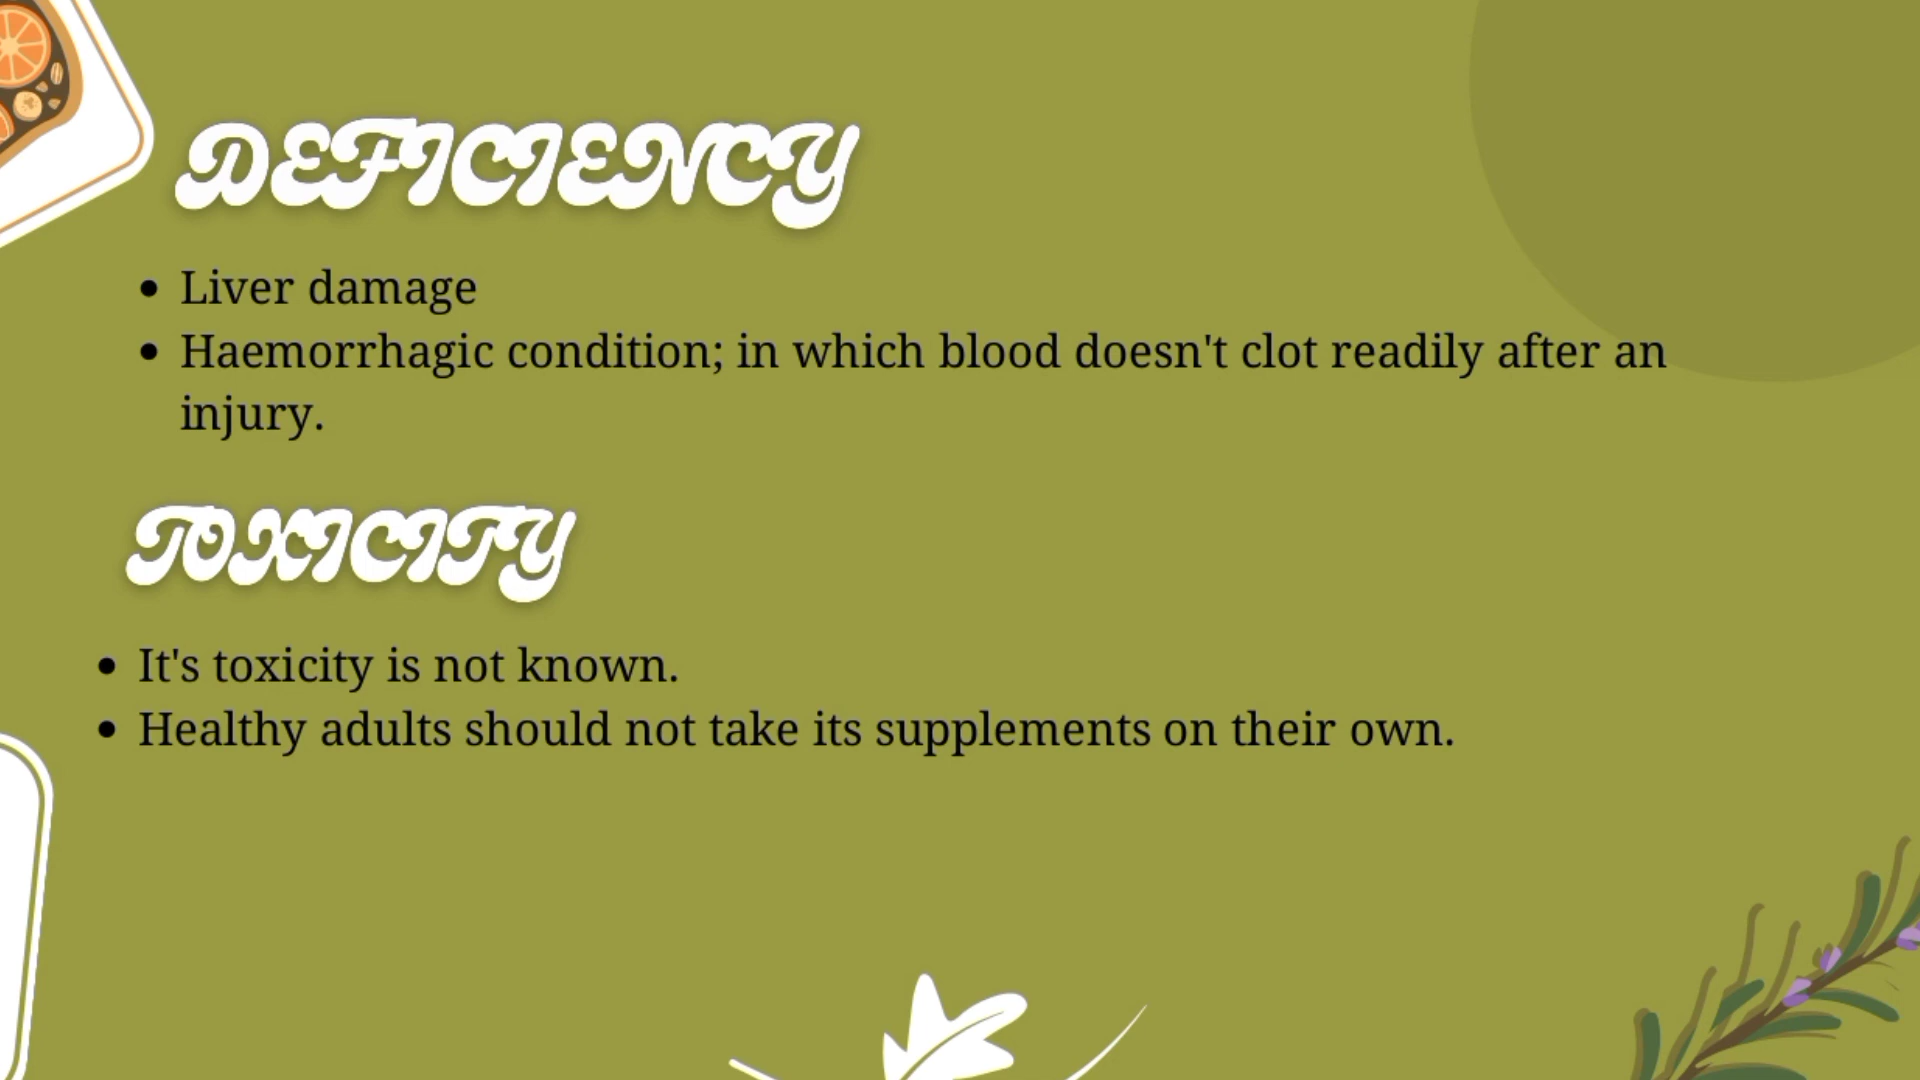 DEFICIENCY
• Liver damage
• Haemorrhagic condition; in which blood doesn't clot readily after an
injury.
TOXICITY
• It's toxicity is not known.
• Healthy adults should not take its supplements on their own.